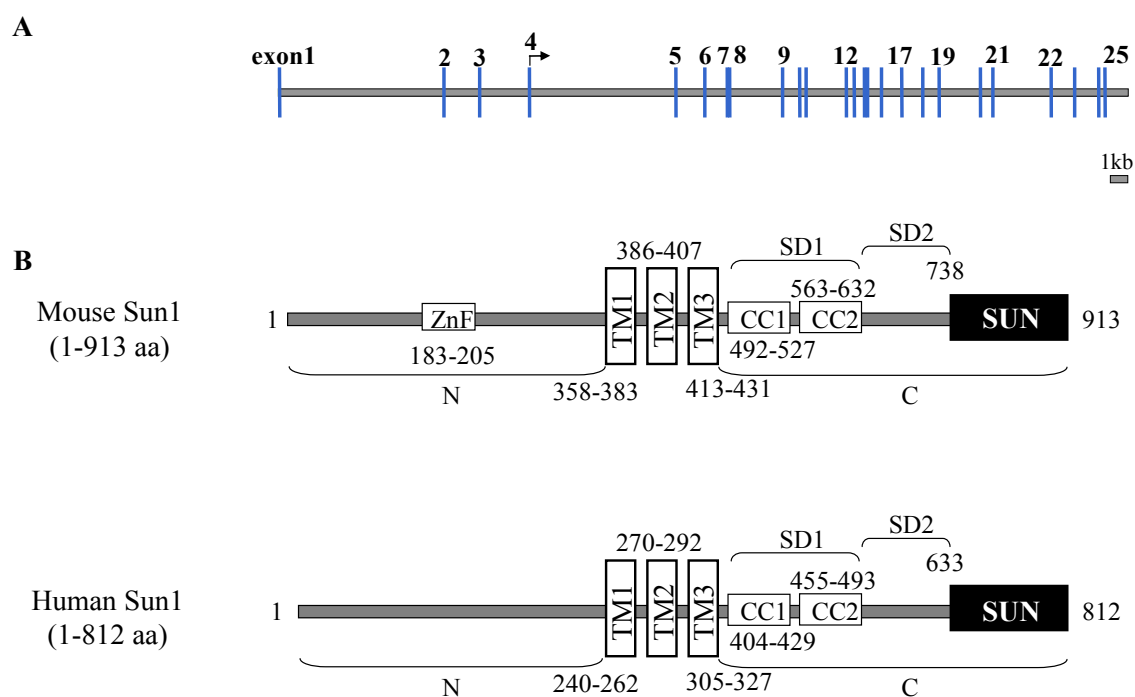 A
exon1 2 3 4 5 6 7 8 9 12 17 19 21 22 25
1kb
B
386-407 SD1 SD2
563-632 738
Mouse Sun1
(1-913 aa)
1 ZnF TM1 TM2 TM3 CC1 CC2 SUN 913
183-205 492-527
N 358-383 413-431 C
270-292 SD1 SD2
455-493 633
Human Sun1
(1-812 aa)
1 TM1 TM2 TM3 CC1 CC2 SUN 812
404-429
N 240-262 305-327 C